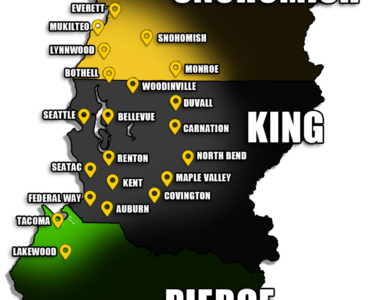 SNOHOMISH
EVERETT
MUKILTEO
SNOHOMISH
LYNNWOOD
BOTHELL
MONROE
WOODINVILLE
DUVALL
SEATTLE
BELLEVUE
CARNATION
KING
RENTON
NORTH BEND
SEATAC
KENT
MAPLE VALLEY
FEDERAL WAY
COVINGTON
AUBURN
TACOMA
LAKEWOOD
PIERCE